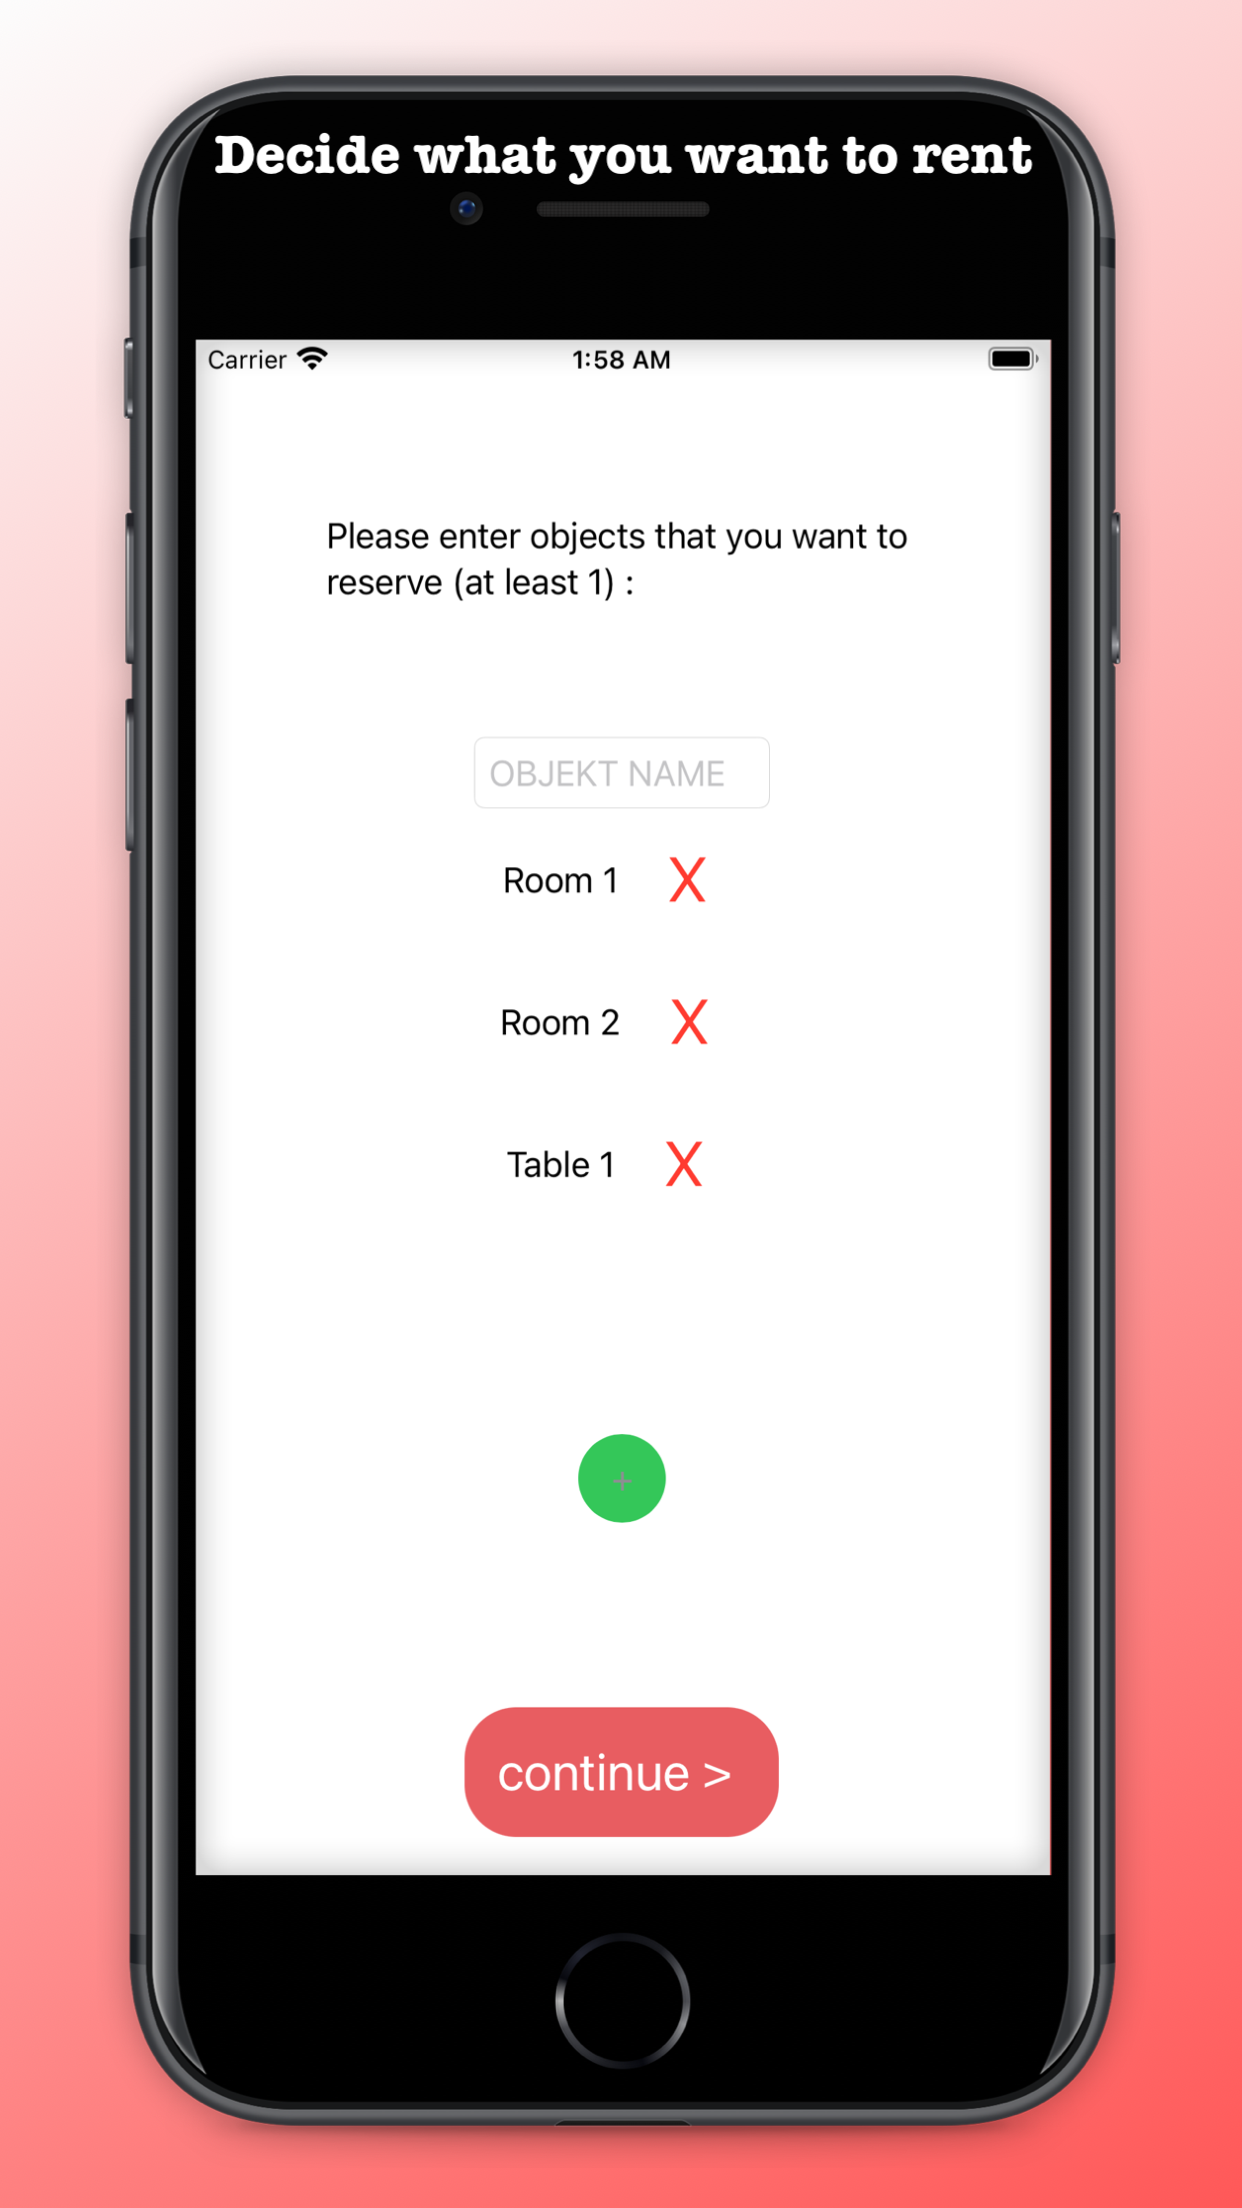 Decide what you want to rent
Carrier 1:58 AM
Please enter objects that you want to
reserve (at least 1) :
OBJEKT NAME
Room 1 X
Room 2 X
Table 1 X
+
continue >